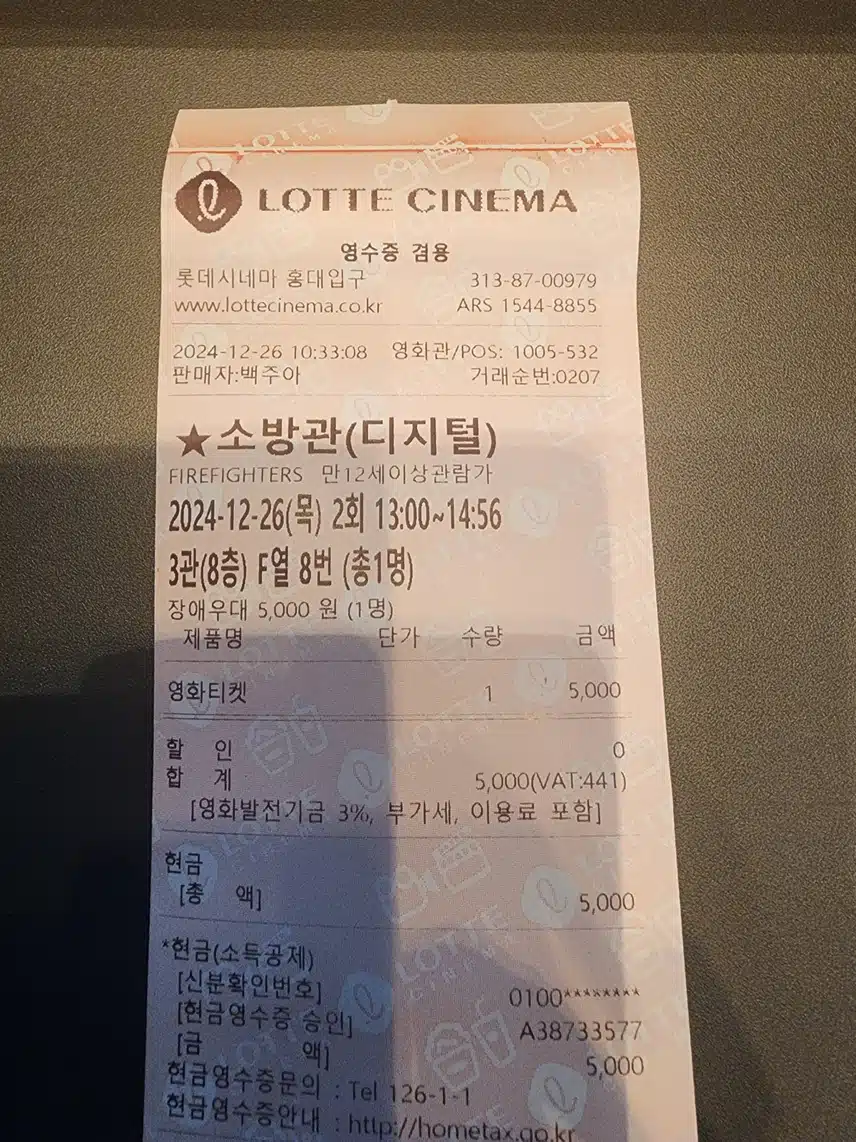 LOTTE CINEMA
영수증 겸용
롯데시네마 홍대입구 313-87-00979
www.lottecinema.co.kr ARS 1544-8855
2024-12-26 10:33:08 영화관/POS: 1005-532
판매자:백주아 거래순번:0207
★소방관(디지털)
FIREFIGHTERS 만12세이상관람가
2024-12-26(목) 2회 13:00~14:56
3관(8층) F열 8번 (총1명)
장애우대 5,000 원 (1명)
제품명 단가 수량 금액
영화티켓 1 5,000
할 인 0
합 계 5,000(VAT:441)
[영화발전기금 3%, 부가세, 이용료 포함]
현금
[총 액] 5,000
*현금(소득공제)
[신분확인번호] 0100********
[현금영수증 승인] A38733577
[금 액] 5,000
현금영수증문의 : Tel 126-1-1
현금영수증안내 : http://hometax.go.kr